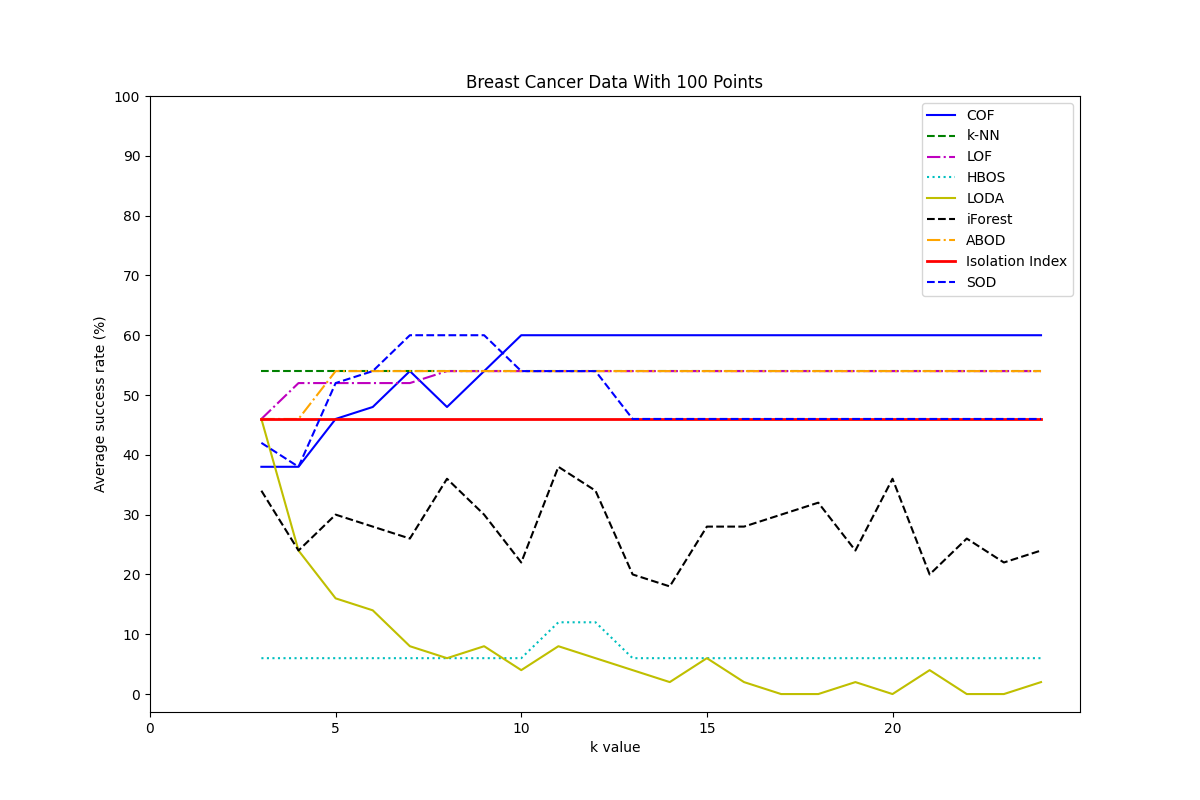 Breast Cancer Data With 100 Points
100
90
80
70
60
50
40
30
20
10
0
Average success rate (%)
COF
k-NN
LOF
HBOS
LODA
iForest
ABOD
Isolation Index
SOD
0 5 10 15 20
k value